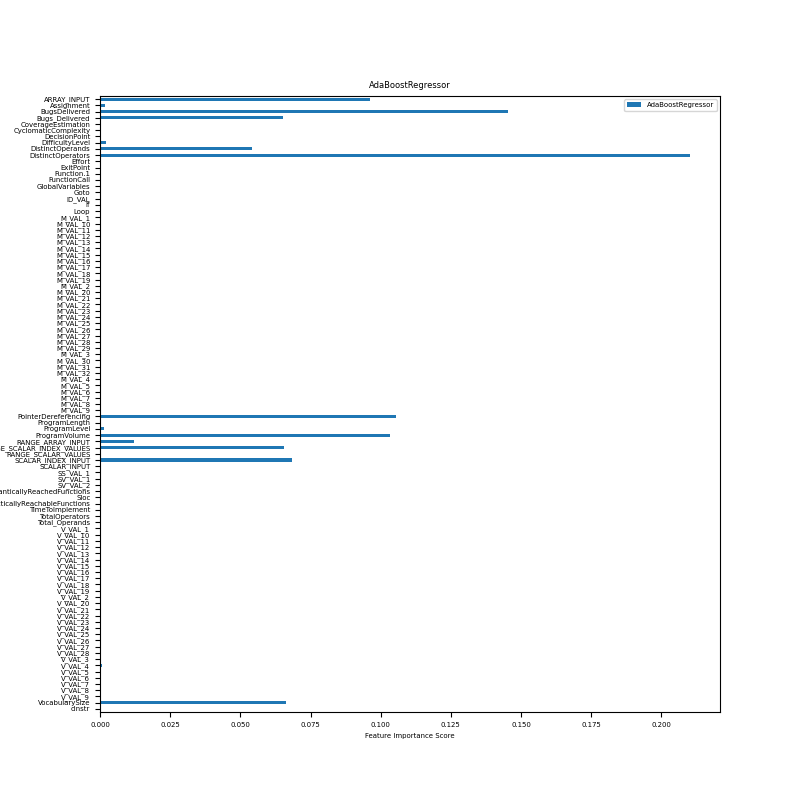 AdaBoostRegressor
AdaBoostRegressor
ARRAY_INPUT
Assignment
BugsDelivered
Bugs_Delivered
CoverageEstimation
CyclomaticComplexity
DecisionPoint
DifficultyLevel
DistinctOperands
DistinctOperators
Effort
ExitPoint
Function.1
FunctionCall
GlobalVariables
Goto
ID_VAL
If
Loop
M_VAL_1
M_VAL_10
M_VAL_11
M_VAL_12
M_VAL_13
M_VAL_14
M_VAL_15
M_VAL_16
M_VAL_17
M_VAL_18
M_VAL_19
M_VAL_2
M_VAL_20
M_VAL_21
M_VAL_22
M_VAL_23
M_VAL_24
M_VAL_25
M_VAL_26
M_VAL_27
M_VAL_28
M_VAL_29
M_VAL_3
M_VAL_30
M_VAL_31
M_VAL_32
M_VAL_4
M_VAL_5
M_VAL_6
M_VAL_7
M_VAL_8
M_VAL_9
PointerDereferencing
ProgramLength
ProgramLevel
ProgramVolume
RANGE_ARRAY_INPUT
E_SCALAR_INDEX_VALUES
RANGE_SCALAR_VALUES
SCALAR_INDEX_INPUT
SCALAR_INPUT
SS_VAL_1
SV_VAL_1
SV_VAL_2
anticallyReachedFunctions
Sloc
ticallyReachableFunctions
TimeToImplement
TotalOperators
Total_Operands
V_VAL_1
V_VAL_10
V_VAL_11
V_VAL_12
V_VAL_13
V_VAL_14
V_VAL_15
V_VAL_16
V_VAL_17
V_VAL_18
V_VAL_19
V_VAL_2
V_VAL_20
V_VAL_21
V_VAL_22
V_VAL_23
V_VAL_24
V_VAL_25
V_VAL_26
V_VAL_27
V_VAL_28
V_VAL_3
V_VAL_4
V_VAL_5
V_VAL_6
V_VAL_7
V_VAL_8
V_VAL_9
VocabularySize
cinstr
0.000 0.025 0.050 0.075 0.100 0.125 0.150 0.175 0.200
Feature Importance Score